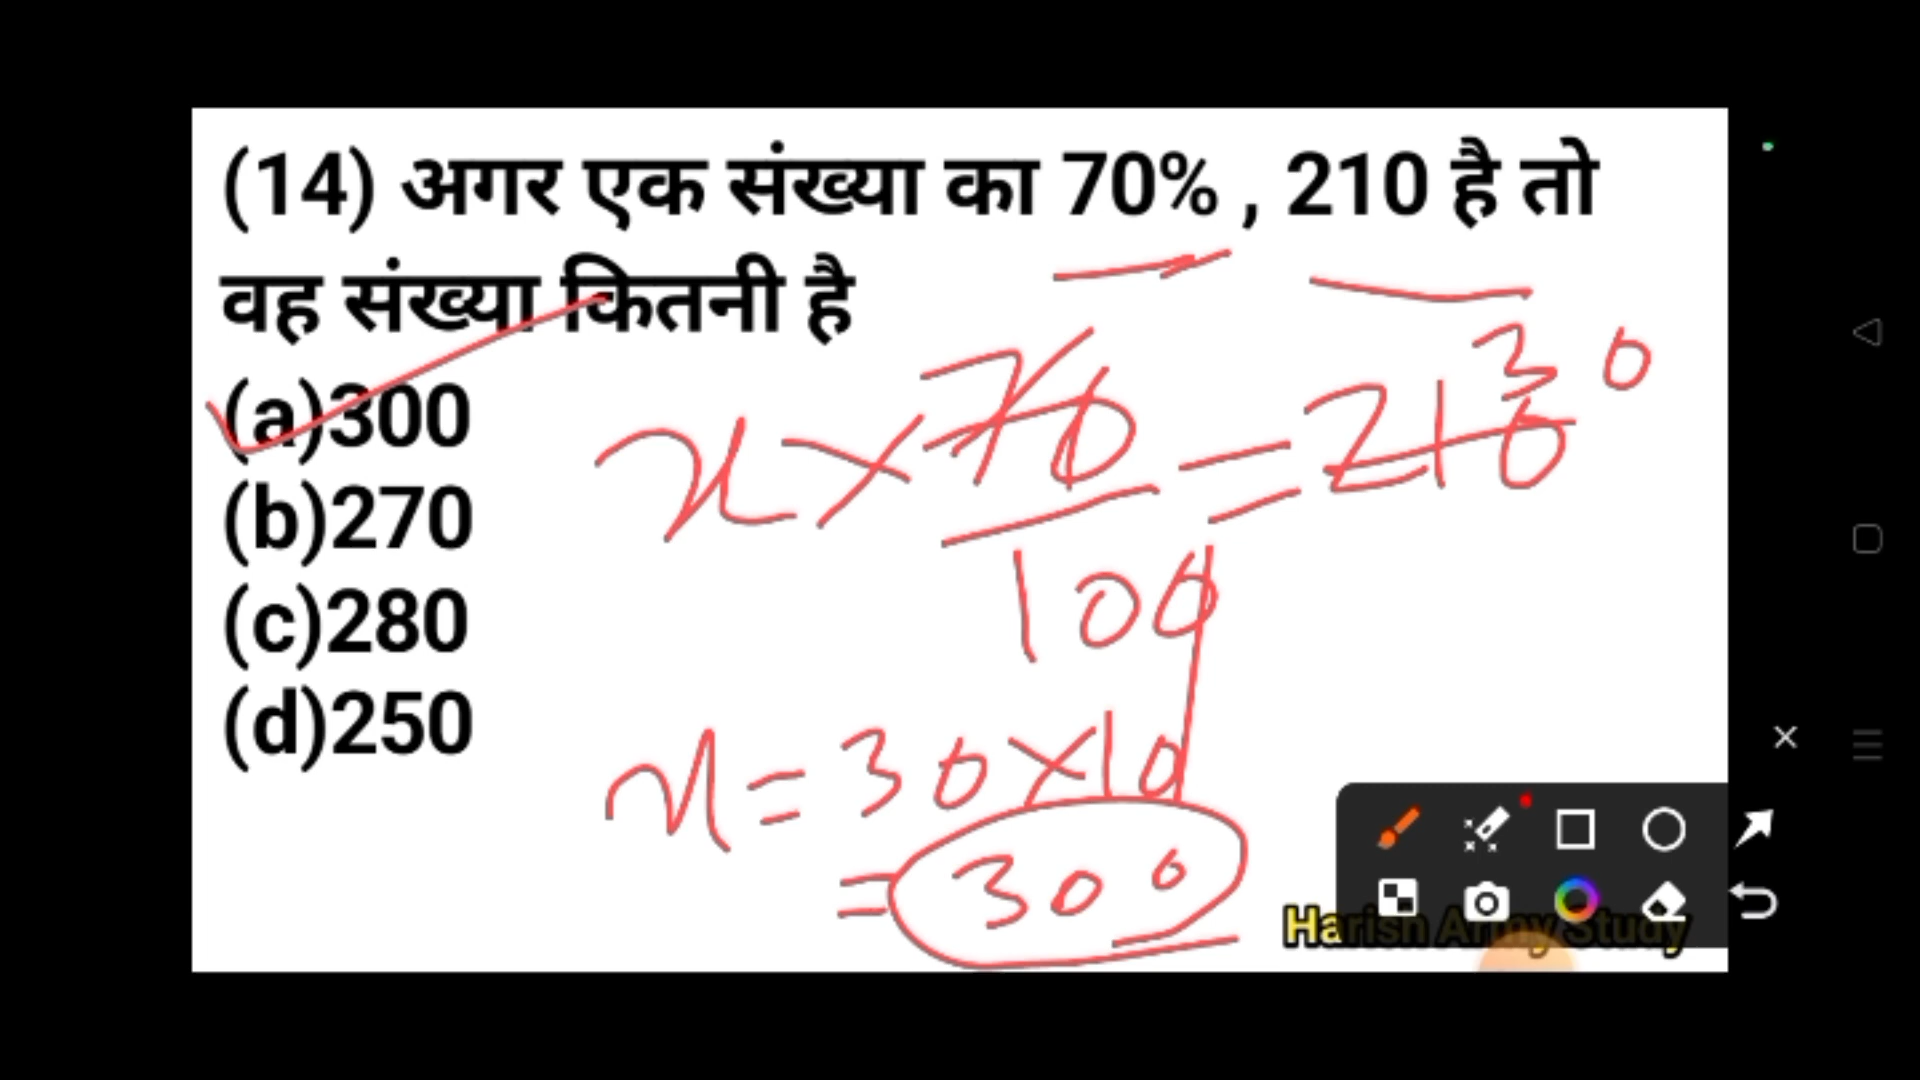 (14) अगर एक संख्या का 70% , 210 है तो
वह संख्या कितनी है
(a)300
(b)270
(c)280
(d)250
x × 70/100 = 210
30
x = 30 × 10
= 300
Harish Army Study